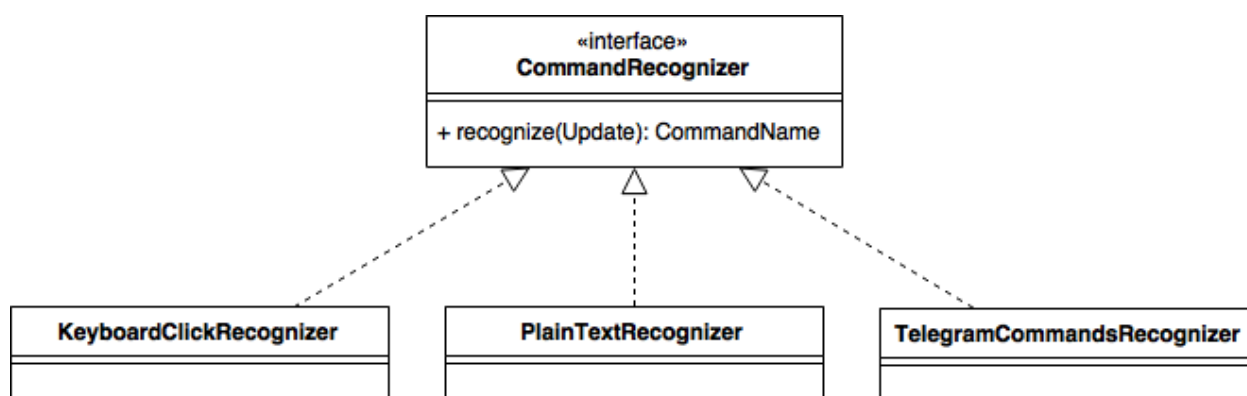 «interface»
CommandRecognizer
+ recognize(Update): CommandName
KeyboardClickRecognizer
PlainTextRecognizer
TelegramCommandsRecognizer